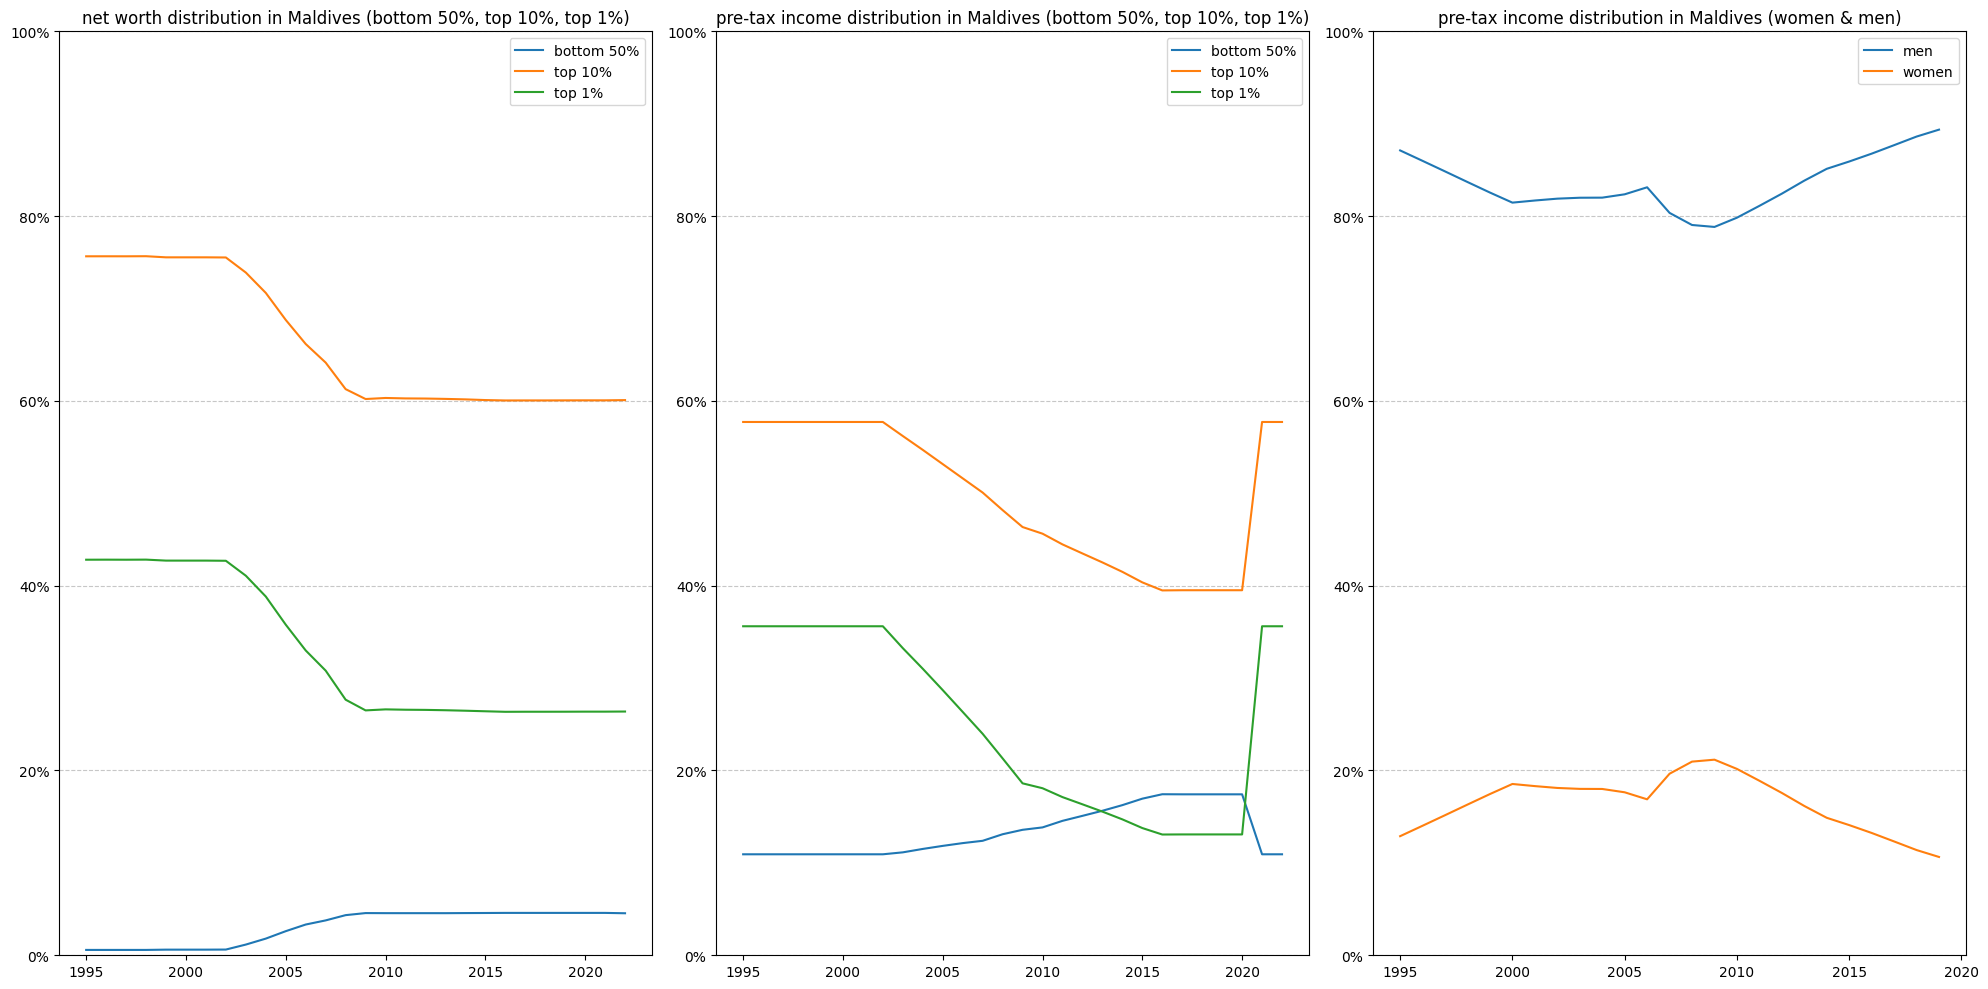 net worth distribution in Maldives (bottom 50%, top 10%, top 1%)
100%
80%
60%
40%
20%
0%
1995 2000 2005 2010 2015 2020
bottom 50%
top 10%
top 1%
pre-tax income distribution in Maldives (bottom 50%, top 10%, top 1%)
100%
80%
60%
40%
20%
0%
1995 2000 2005 2010 2015 2020
bottom 50%
top 10%
top 1%
pre-tax income distribution in Maldives (women & men)
100%
80%
60%
40%
20%
0%
1995 2000 2005 2010 2015 2020
men
women